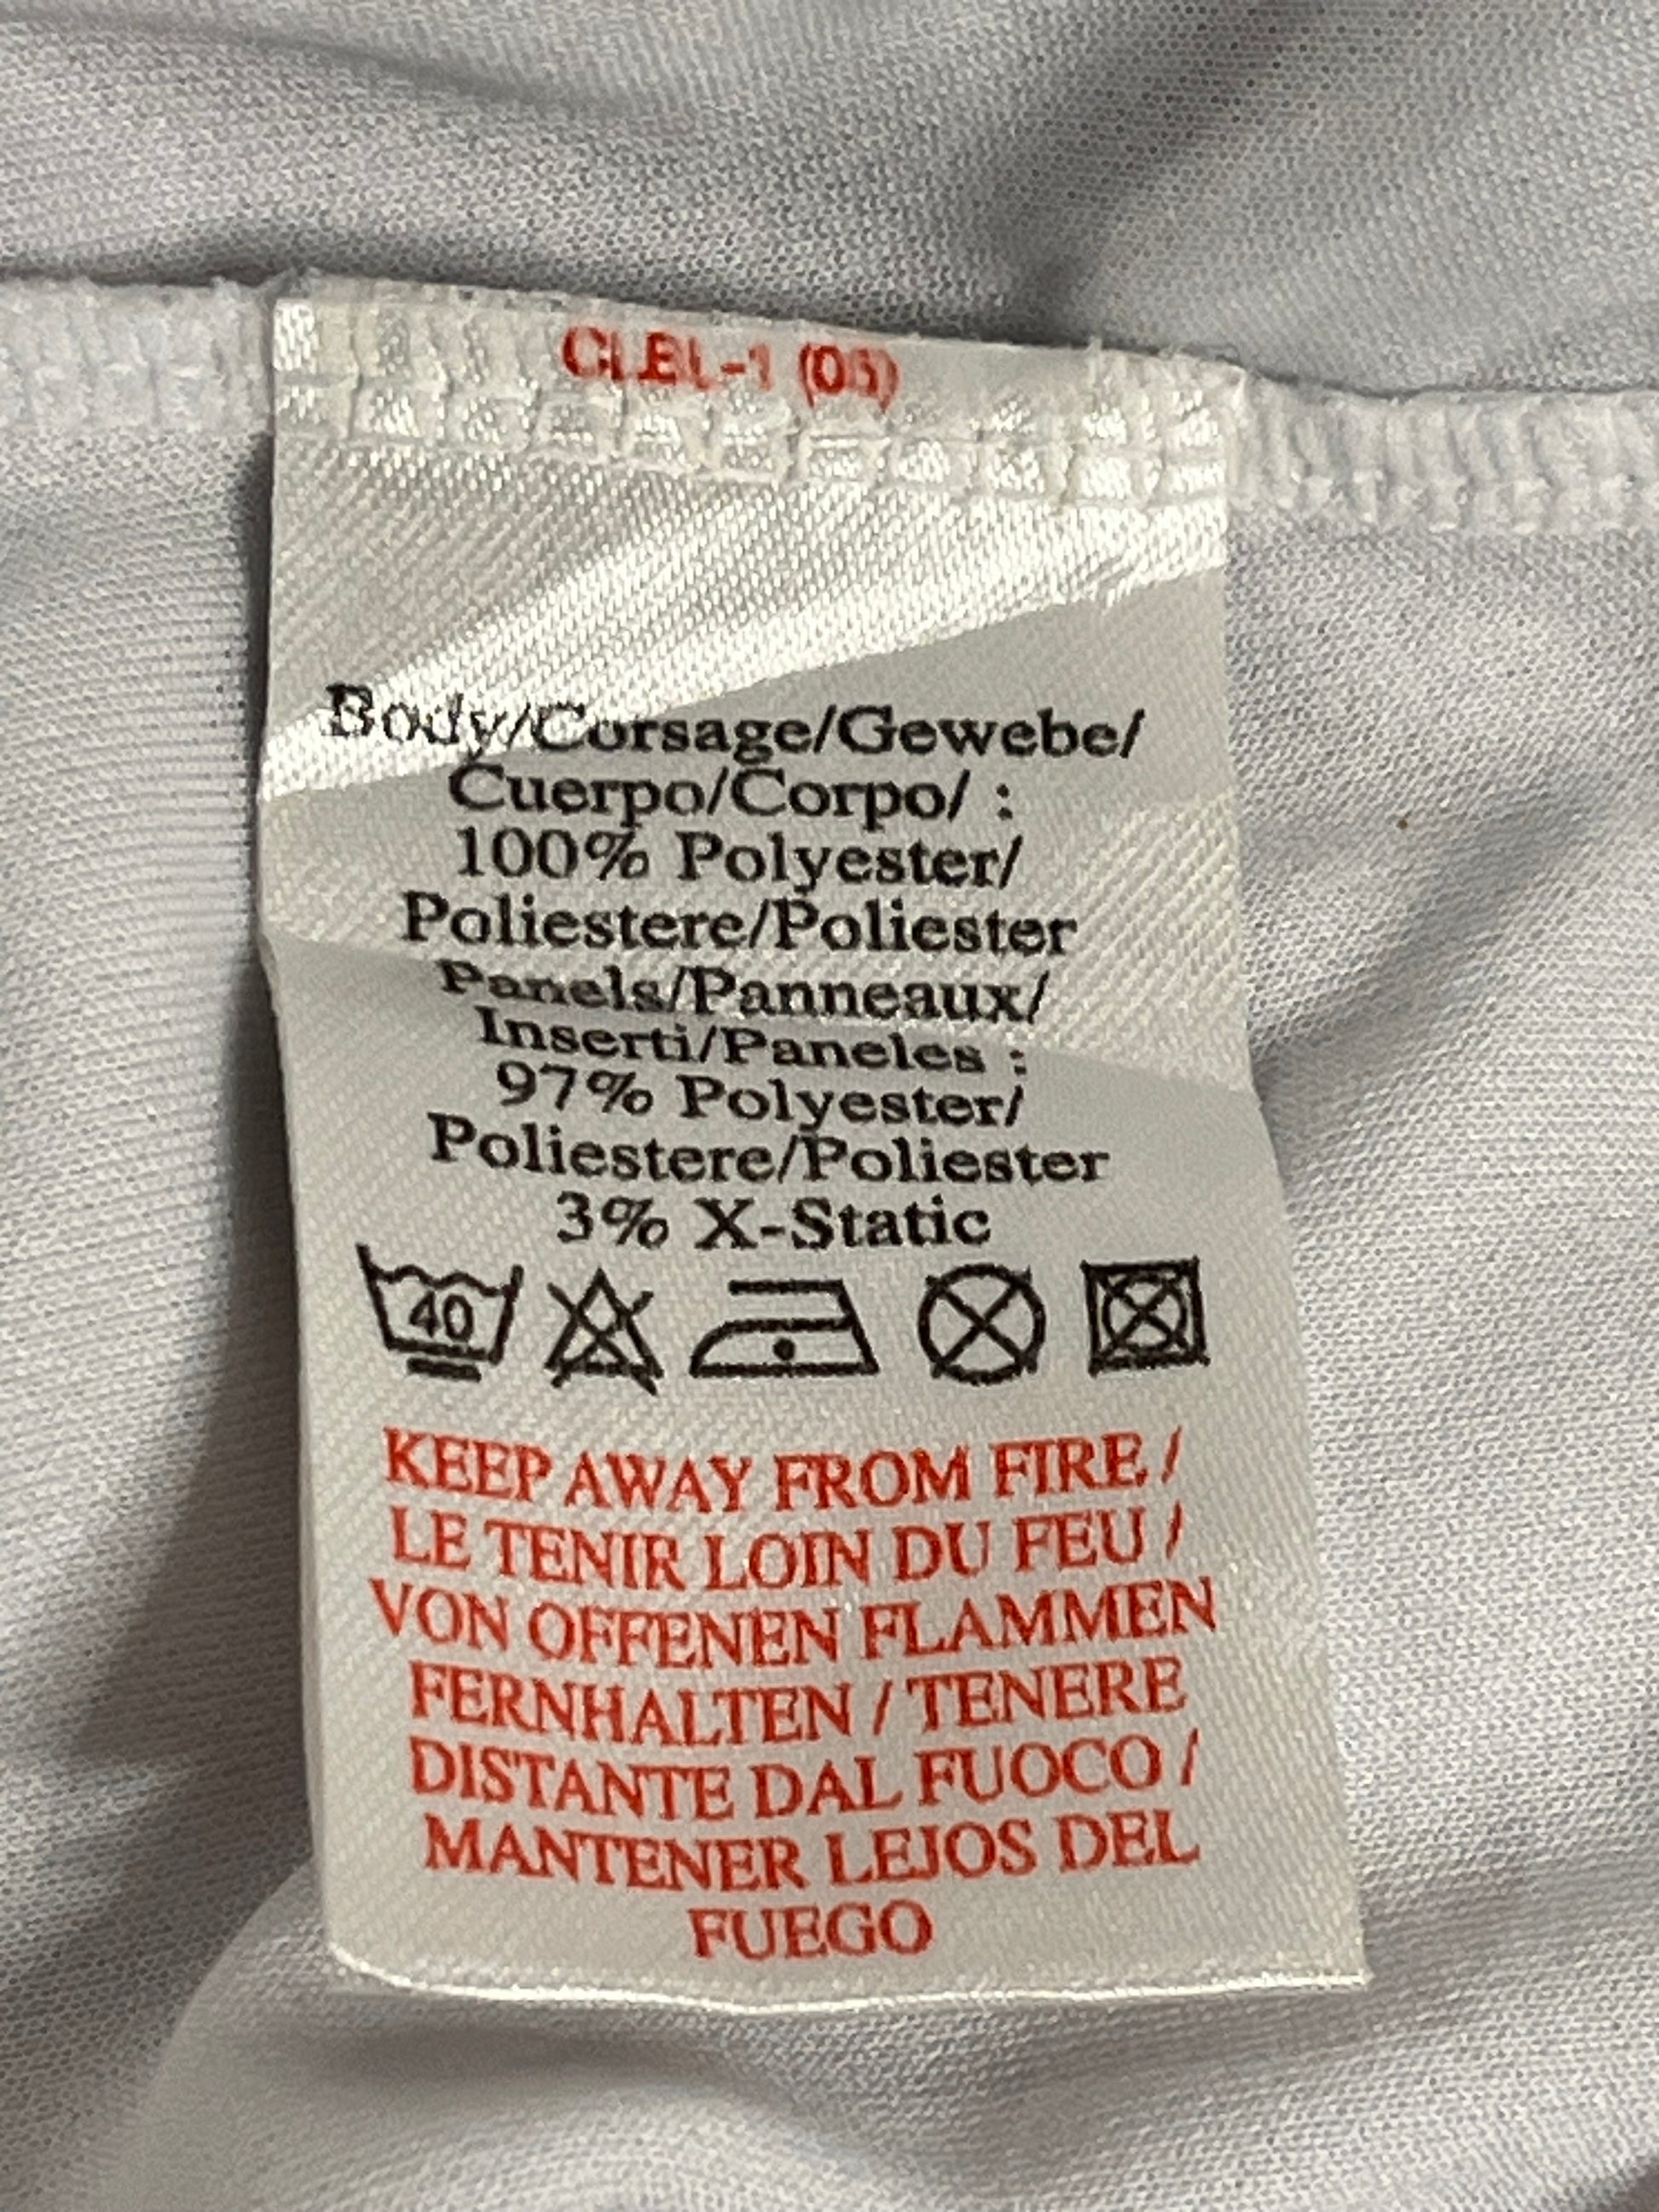 CLBL-1 (05)
Body/Corsage/Gewebe/
Cuerpo/Corpo/ :
100% Polyester/
Poliestere/Poliester
Panels/Panneaux/
Inserti/Paneles :
97% Polyester/
Poliestere/Poliester
3% X-Static
40
KEEP AWAY FROM FIRE /
LE TENIR LOIN DU FEU /
VON OFFENEN FLAMMEN
FERNHALTEN / TENERE
DISTANTE DAL FUOCO /
MANTENER LEJOS DEL
FUEGO